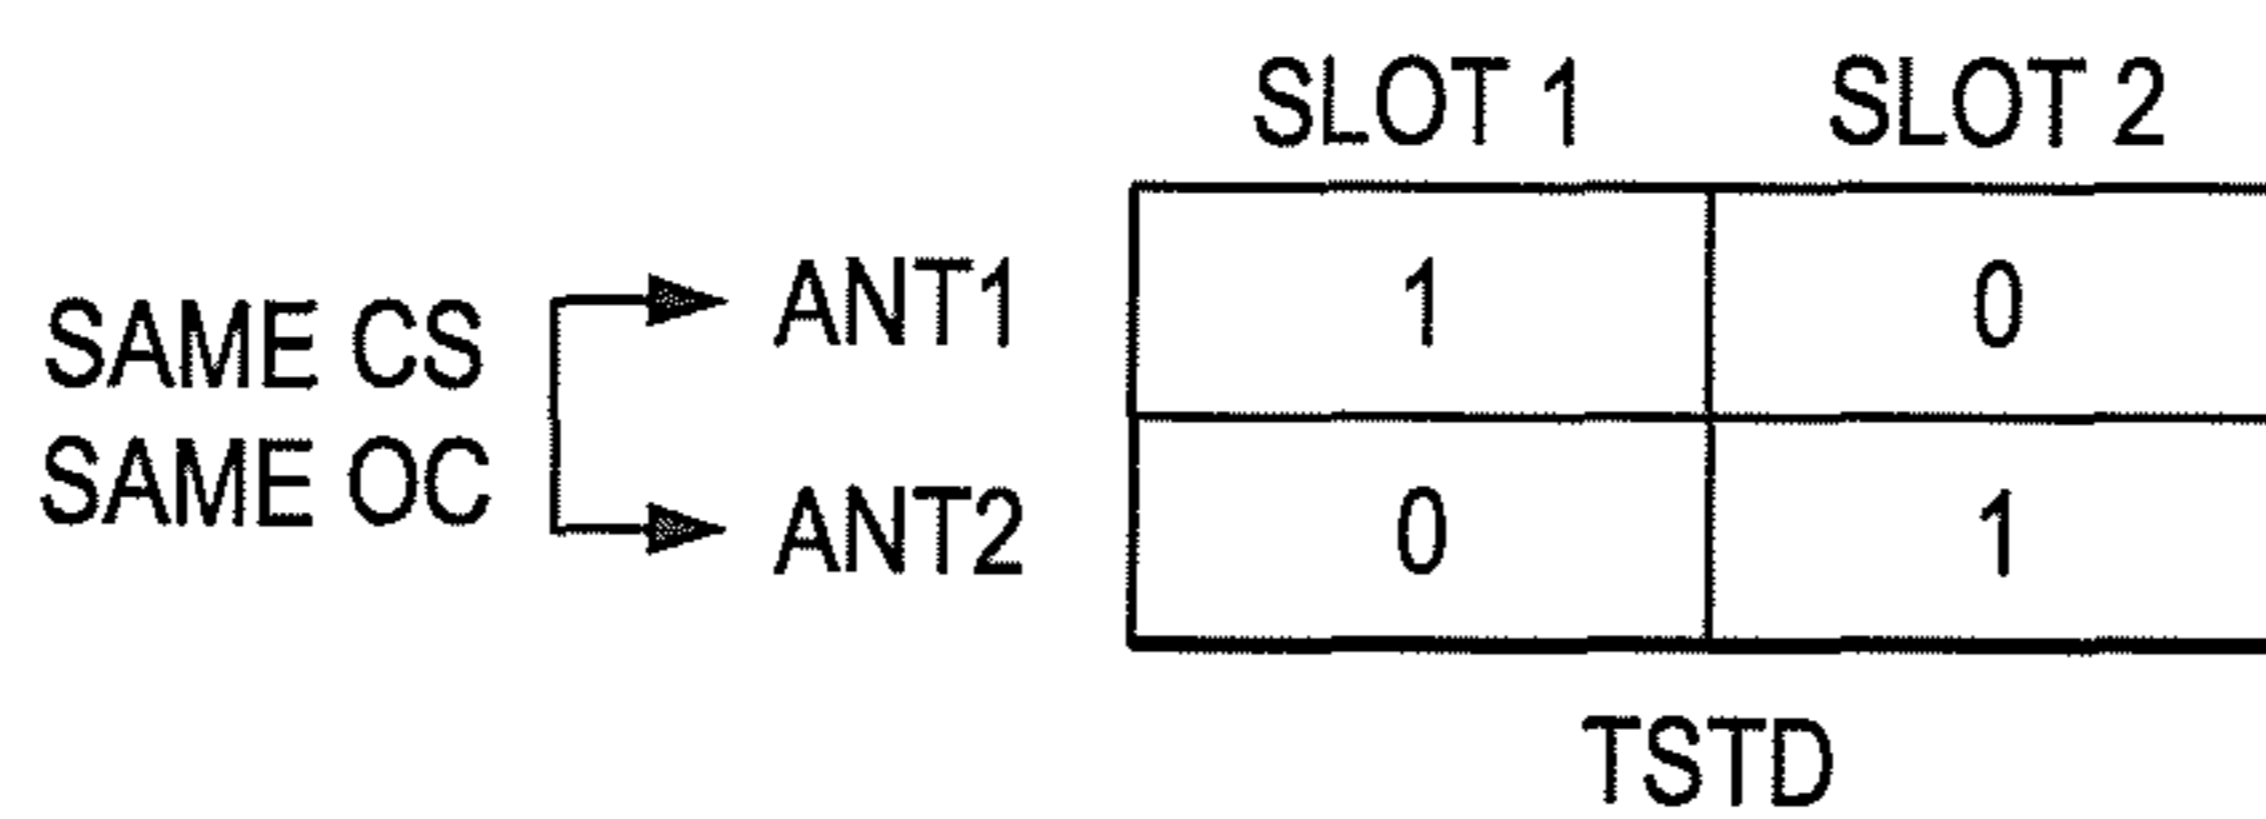 SLOT 1 SLOT 2
ANT1 1 0
SAME CS
SAME OC
ANT2 0 1
TSTD